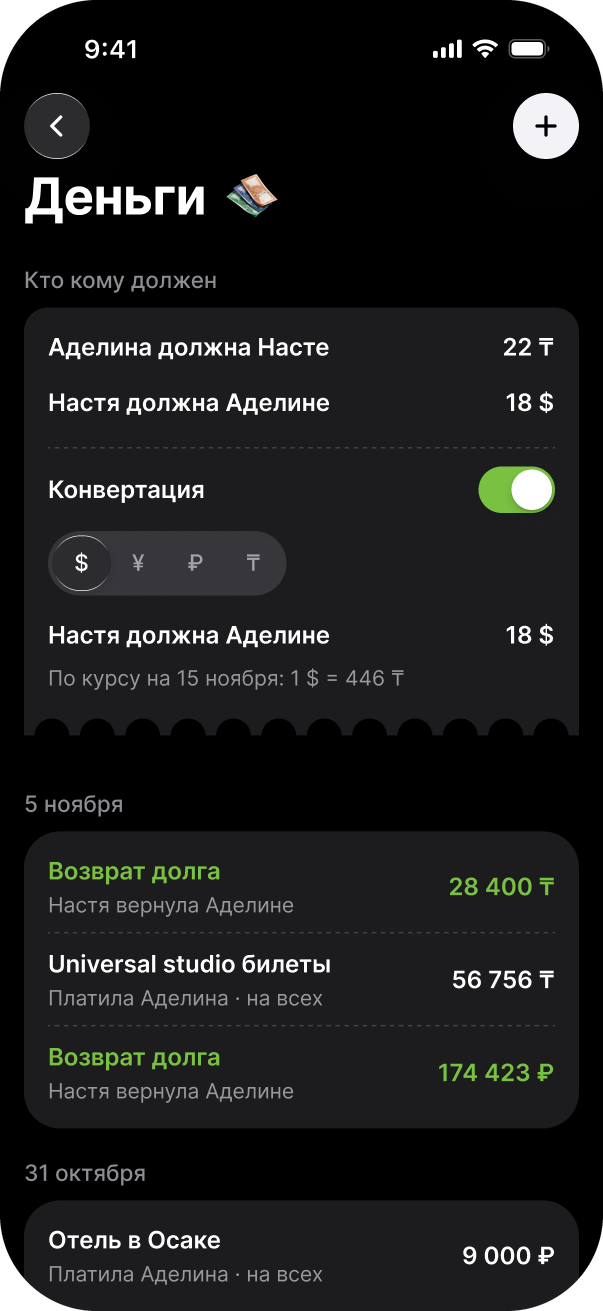 9:41
Деньги
Кто кому должен
Аделина должна Насте 22 ₸
Настя должна Аделине 18 $
Конвертация
$ ¥ ₽ ₸
Настя должна Аделине 18 $
По курсу на 15 ноября: 1 $ = 446 ₸
5 ноября
Возврат долга 28 400 ₸
Настя вернула Аделине
Universal studio билеты 56 756 ₸
Платила Аделина · на всех
Возврат долга 174 423 ₽
Настя вернула Аделине
31 октября
Отель в Осаке 9 000 ₽
Платила Аделина · на всех